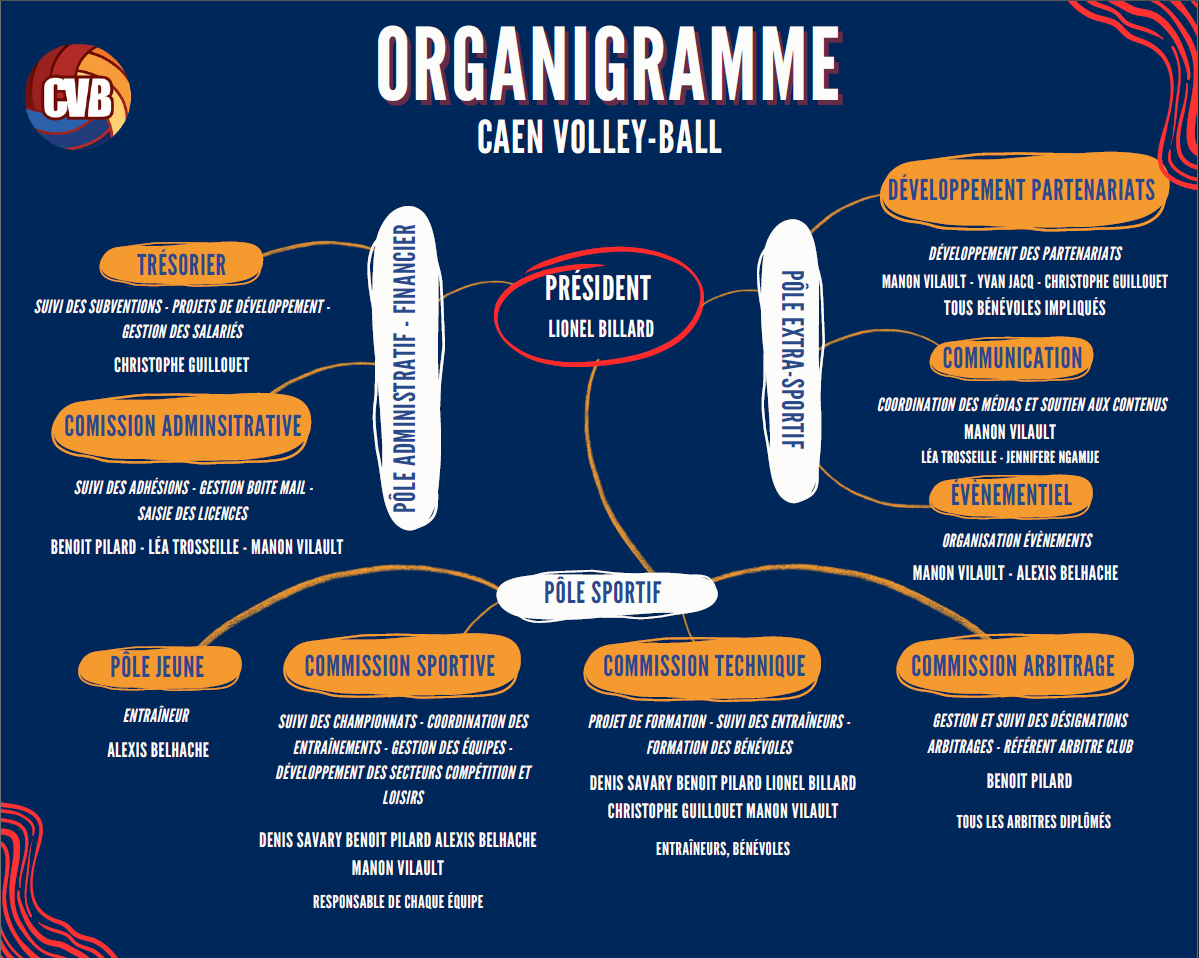 CVB
ORGANIGRAMME
CAEN VOLLEY-BALL
TRÉSORIER
SUIVI DES SUBVENTIONS - PROJETS DE DÉVELOPPEMENT -
GESTION DES SALARIÉS
CHRISTOPHE GUILLOUET
COMISSION ADMINSITRATIVE
SUIVI DES ADHÉSIONS - GESTION BOITE MAIL -
SAISIE DES LICENCES
BENOIT PILARD - LÉA TROSSEILLE - MANON VILAULT
PÔLE ADMINISTRATIF - FINANCIER
PRÉSIDENT
LIONEL BILLARD
PÔLE EXTRA-SPORTIF
DÉVELOPPEMENT PARTENARIATS
DÉVELOPPEMENT DES PARTENARIATS
MANON VILAULT - YVAN JACQ - CHRISTOPHE GUILLOUET
TOUS BÉNÉVOLES IMPLIQUÉS
COMMUNICATION
COORDINATION DES MÉDIAS ET SOUTIEN AUX CONTENUS
MANON VILAULT
LÉA TROSSEILLE - JENNIFERE NGAMIJE
ÉVÈNEMENTIEL
ORGANISATION ÉVÈNEMENTS
MANON VILAULT - ALEXIS BELHACHE
PÔLE SPORTIF
PÔLE JEUNE
ENTRAÎNEUR
ALEXIS BELHACHE
COMMISSION SPORTIVE
SUIVI DES CHAMPIONNATS - COORDINATION DES
ENTRAÎNEMENTS - GESTION DES ÉQUIPES -
DÉVELOPPEMENT DES SECTEURS COMPÉTITION ET
LOISIRS
DENIS SAVARY BENOIT PILARD ALEXIS BELHACHE
MANON VILAULT
RESPONSABLE DE CHAQUE ÉQUIPE
COMMISSION TECHNIQUE
PROJET DE FORMATION - SUIVI DES ENTRAÎNEURS -
FORMATION DES BÉNÉVOLES
DENIS SAVARY BENOIT PILARD LIONEL BILLARD
CHRISTOPHE GUILLOUET MANON VILAULT
ENTRAÎNEURS, BÉNÉVOLES
COMMISSION ARBITRAGE
GESTION ET SUIVI DES DÉSIGNATIONS
ARBITRAGES - RÉFÉRENT ARBITRE CLUB
BENOIT PILARD
TOUS LES ARBITRES DIPLÔMÉS